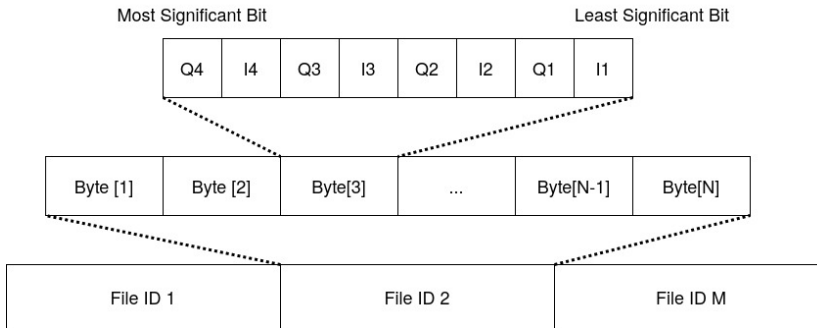 Most Significant Bit Least Significant Bit
Q4 I4 Q3 I3 Q2 I2 Q1 I1
Byte [1] Byte [2] Byte[3] ... Byte[N-1] Byte[N]
File ID 1 File ID 2 File ID M